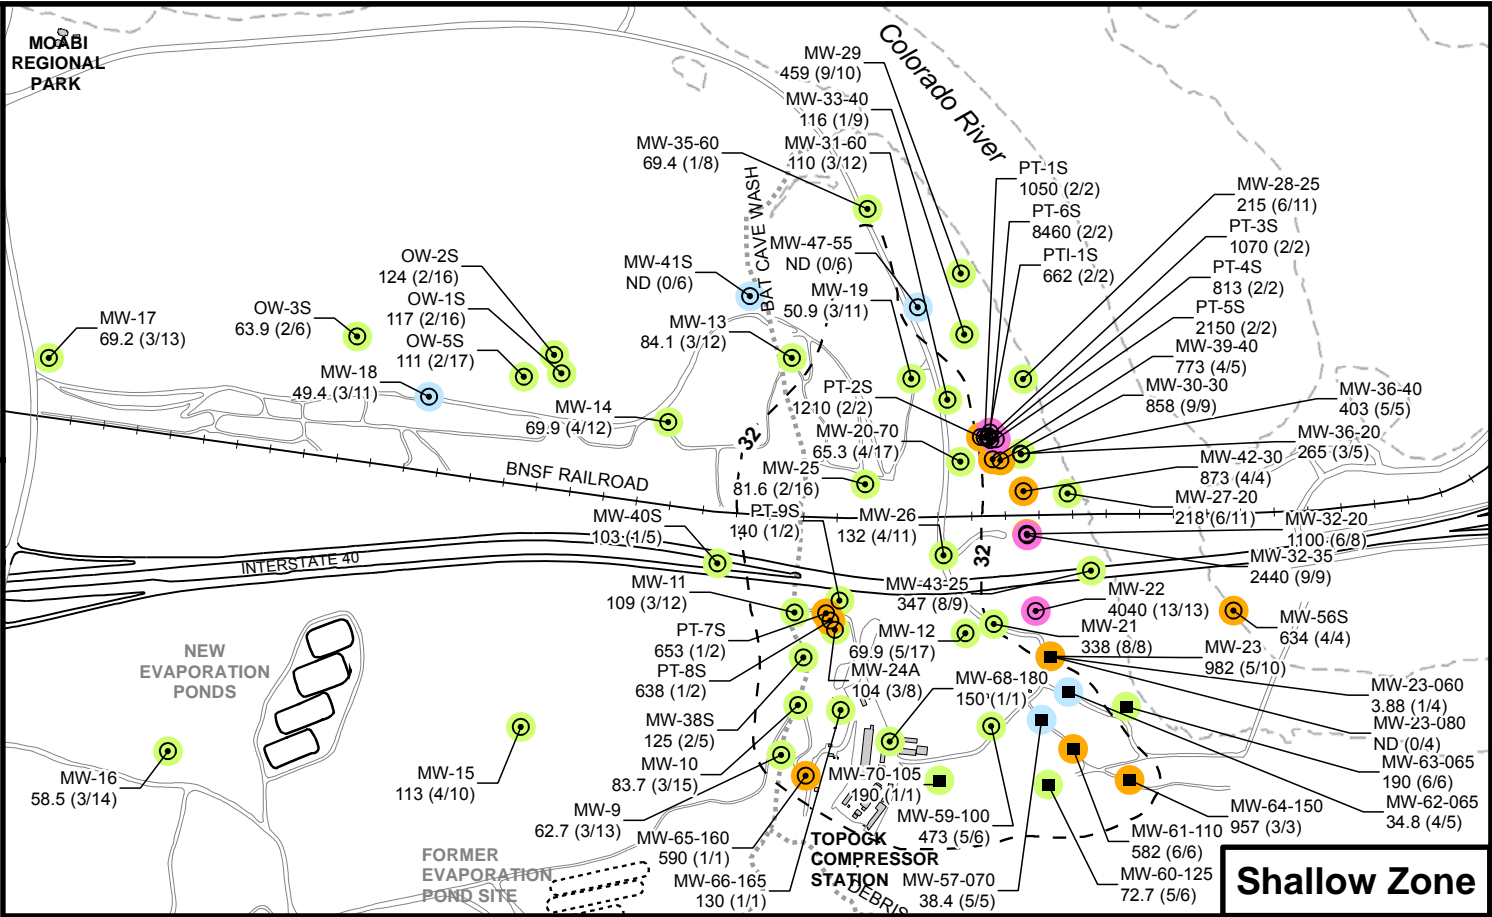 MOABI
REGIONAL
PARK
Colorado River
MW-29
459 (9/10)
MW-33-40
116 (1/9)
MW-31-60
110 (3/12)
MW-35-60
69.4 (1/8)
BAT CAVE WASH
PT-1S
1050 (2/2)
PT-6S
8460 (2/2)
PTI-1S
662 (2/2)
MW-28-25
215 (6/11)
PT-3S
1070 (2/2)
PT-4S
813 (2/2)
PT-5S
2150 (2/2)
MW-39-40
773 (4/5)
MW-30-30
858 (9/9)
MW-36-40
403 (5/5)
MW-36-20
265 (3/5)
MW-42-30
873 (4/4)
MW-27-20
218 (6/11)
MW-32-20
1100 (6/8)
MW-32-35
2440 (9/9)
MW-47-55
ND (0/6)
MW-41S
ND (0/6)
MW-19
50.9 (3/11)
MW-13
84.1 (3/12)
OW-2S
124 (2/16)
OW-1S
117 (2/16)
OW-5S
111 (2/17)
OW-3S
63.9 (2/6)
MW-17
69.2 (3/13)
MW-18
49.4 (3/11)
MW-14
69.9 (4/12)
PT-2S
1210 (2/2)
MW-20-70
65.3 (4/17)
MW-25
81.6 (2/16)
32
BNSF RAILROAD
PT-9S
140 (1/2)
MW-26
132 (4/11)
32
MW-40S
103 (1/5)
INTERSTATE 40
MW-43-25
347 (8/9)
MW-11
109 (3/12)
MW-22
4040 (13/13)
MW-56S
634 (4/4)
MW-21
338 (8/8)
MW-23
982 (5/10)
MW-12
69.9 (5/17)
PT-7S
653 (1/2)
PT-8S
638 (1/2)
MW-24A
104 (3/8)
MW-68-180
150 (1/1)
MW-23-060
3.88 (1/4)
MW-23-080
ND (0/4)
MW-63-065
190 (6/6)
MW-62-065
34.8 (4/5)
MW-64-150
957 (3/3)
MW-61-110
582 (6/6)
MW-60-125
72.7 (5/6)
NEW
EVAPORATION
PONDS
MW-38S
125 (2/5)
MW-10
83.7 (3/15)
MW-9
62.7 (3/13)
MW-16
58.5 (3/14)
MW-15
113 (4/10)
MW-70-105
190 (1/1)
MW-59-100
473 (5/6)
MW-65-160
590 (1/1)
MW-66-165
130 (1/1)
TOPOCK
COMPRESSOR
STATION
MW-57-070
38.4 (5/5)
DEBRIS
FORMER
EVAPORATION
POND SITE
Shallow Zone